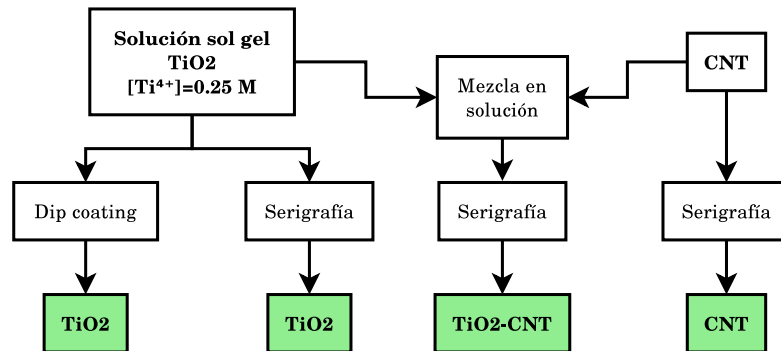 Solución sol gel
TiO2
[Ti⁴⁺]=0.25 M
Mezcla en
solución
CNT
Dip coating
Serigrafía
Serigrafía
Serigrafía
TiO2
TiO2
TiO2-CNT
CNT